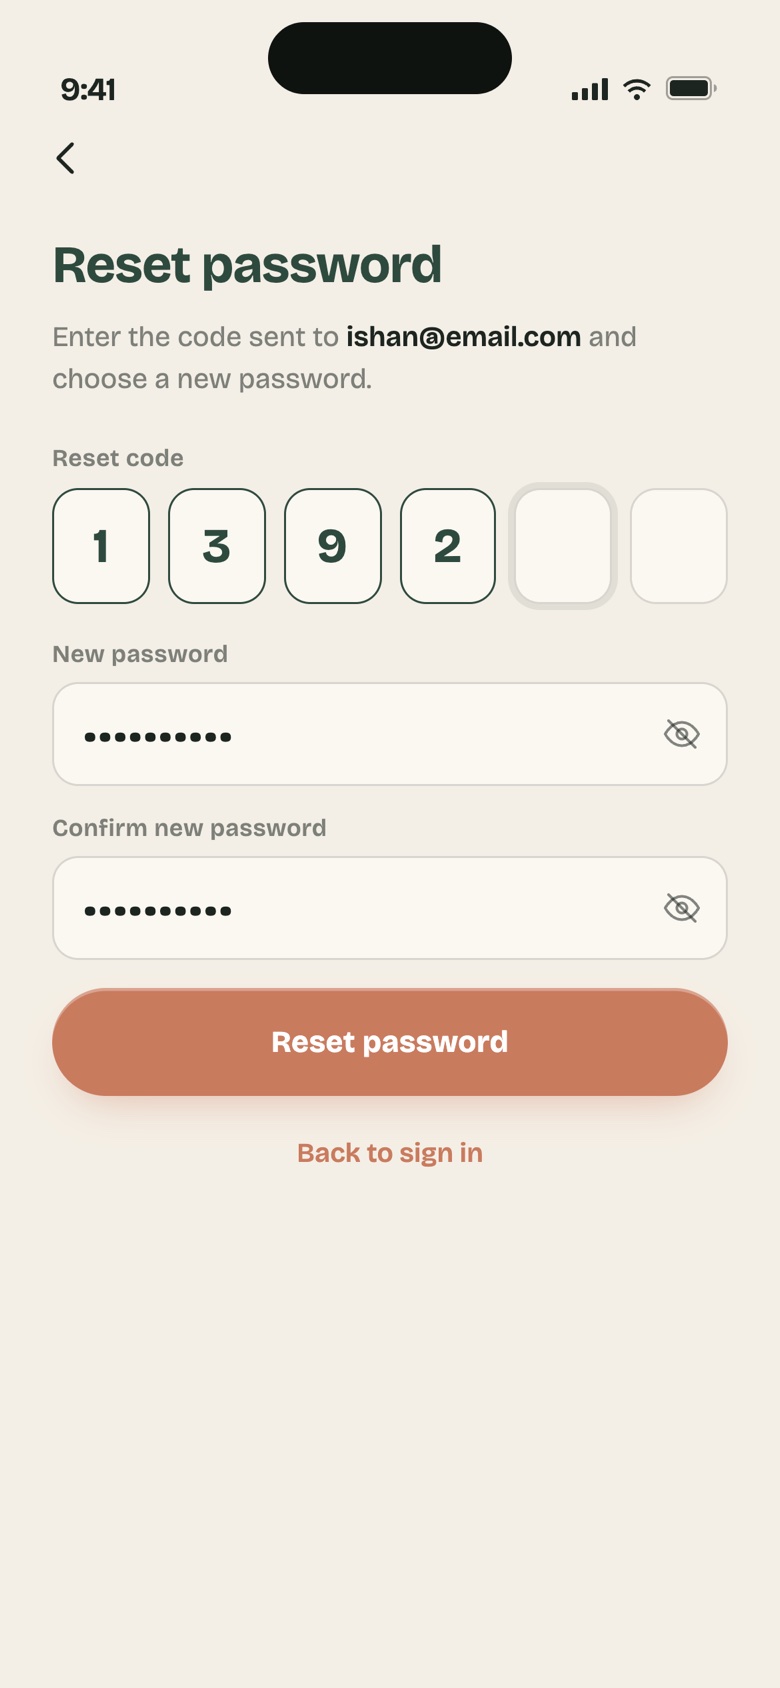 9:41
Reset password
Enter the code sent to ishan@email.com and
choose a new password.
Reset code
1 3 9 2
New password
••••••••••
Confirm new password
••••••••••
Reset password
Back to sign in